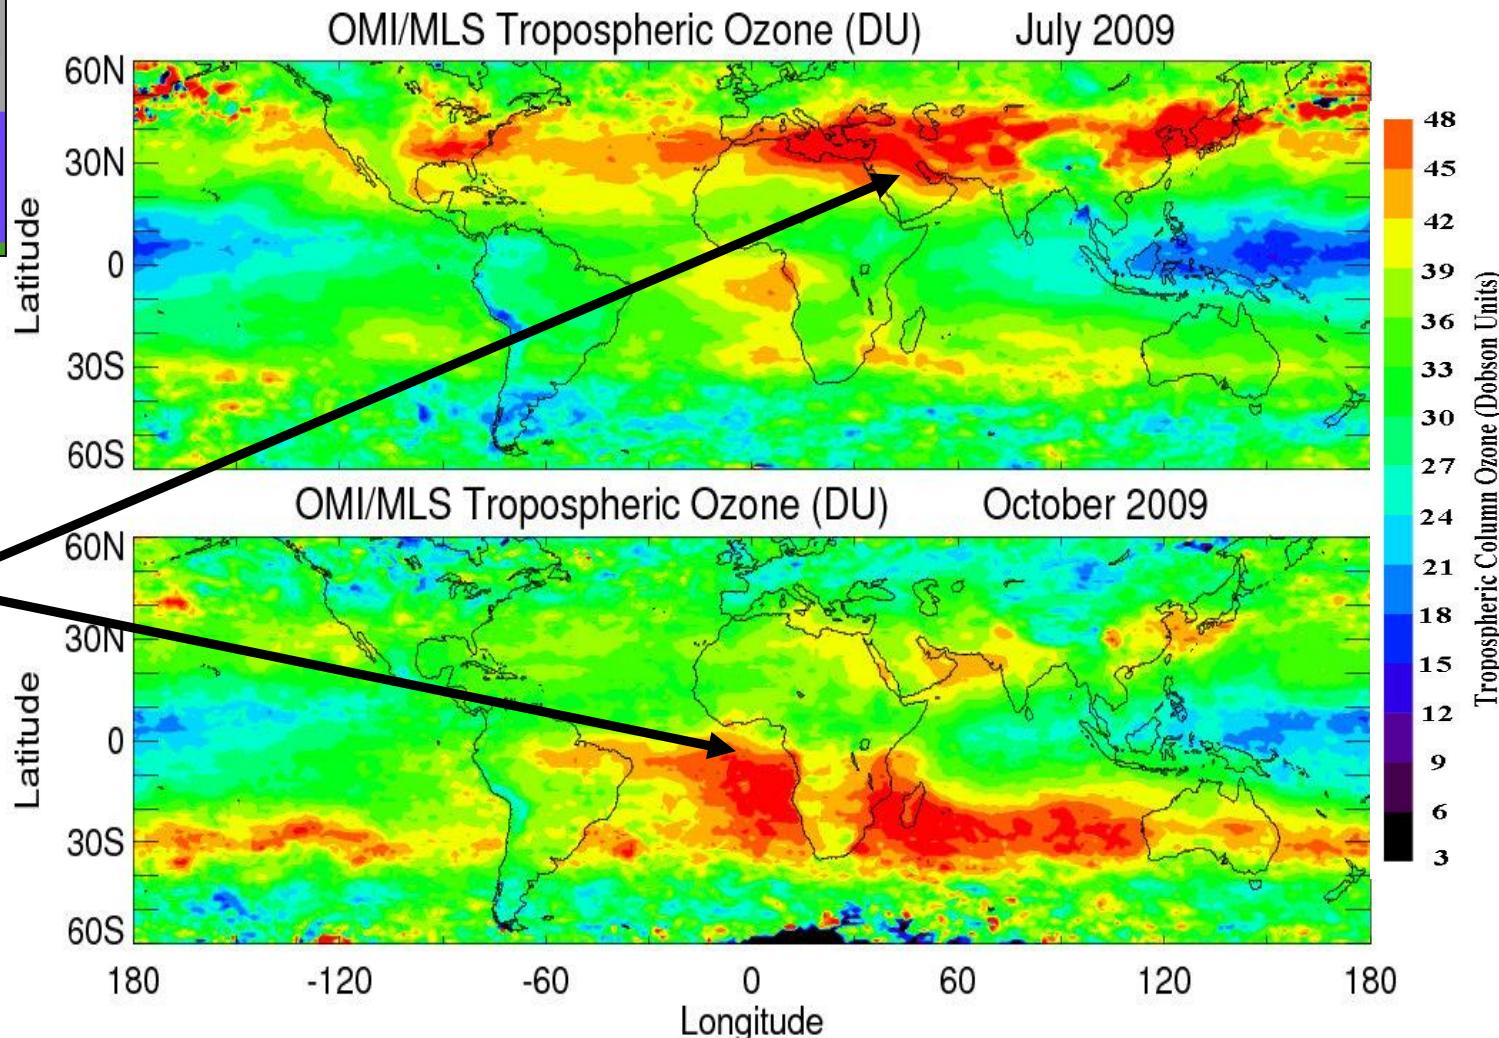 OMI/MLS Tropospheric Ozone (DU) July 2009
60N
30N
0
30S
60S
Latitude
OMI/MLS Tropospheric Ozone (DU) October 2009
60N
30N
0
30S
60S
Latitude
180 -120 -60 0 60 120 180
Longitude
48
45
42
39
36
33
30
27
24
21
18
15
12
9
6
3
Tropospheric Column Ozone (Dobson Units)